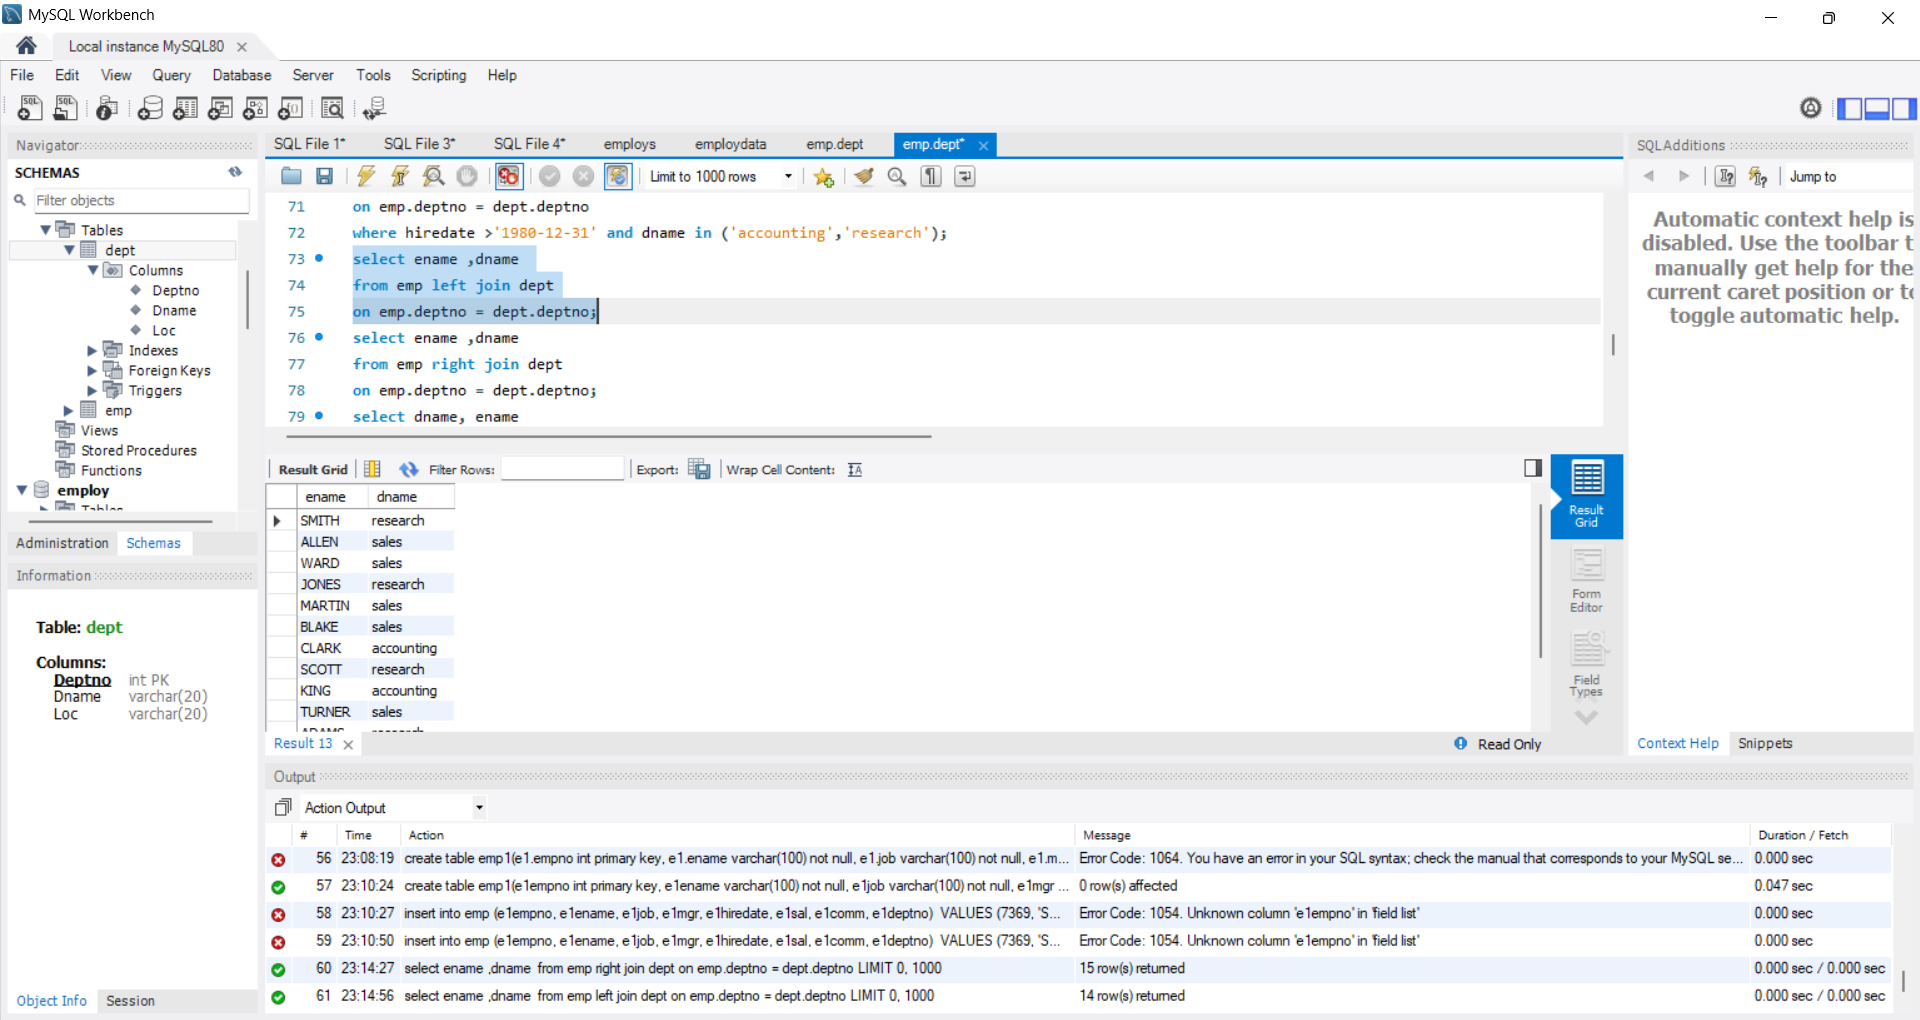 MySQL Workbench
Local instance MySQL80
File Edit View Query Database Server Tools Scripting Help
Navigator
SCHEMAS
Filter objects
Tables
dept
Columns
Deptno
Dname
Loc
Indexes
Foreign Keys
Triggers
emp
Views
Stored Procedures
Functions
employ
Tables
Administration Schemas
Information
Table: dept
Columns:
Deptno int PK
Dname varchar(20)
Loc varchar(20)
Object Info Session
SQL File 1* SQL File 3* SQL File 4* employs employdata emp.dept emp.dept*
Limit to 1000 rows
71 on emp.deptno = dept.deptno
72 where hiredate >'1980-12-31' and dname in ('accounting','research');
73 select ename ,dname
74 from emp left join dept
75 on emp.deptno = dept.deptno;
76 select ename ,dname
77 from emp right join dept
78 on emp.deptno = dept.deptno;
79 select dname, ename
Result Grid Filter Rows: Export: Wrap Cell Content:
ename dname
SMITH research
ALLEN sales
WARD sales
JONES research
MARTIN sales
BLAKE sales
CLARK accounting
SCOTT research
KING accounting
TURNER sales
ADAMS research
Result 13
Read Only
Result
Grid
Form
Editor
Field
Types
SQLAdditions
Jump to
Automatic context help is
disabled. Use the toolbar t
manually get help for the
current caret position or to
toggle automatic help.
Context Help Snippets
Output
Action Output
# Time Action Message Duration / Fetch
56 23:08:19 create table emp1(e1.empno int primary key, e1.ename varchar(100) not null, e1.job varchar(100) not null, e1.m... Error Code: 1064. You have an error in your SQL syntax; check the manual that corresponds to your MySQL se... 0.000 sec
57 23:10:24 create table emp1(e1empno int primary key, e1ename varchar(100) not null, e1job varchar(100) not null, e1mgr ... 0 row(s) affected 0.047 sec
58 23:10:27 insert into emp (e1empno, e1ename, e1job, e1mgr, e1hiredate, e1sal, e1comm, e1deptno) VALUES (7369, 'S... Error Code: 1054. Unknown column 'e1empno' in 'field list' 0.000 sec
59 23:10:50 insert into emp (e1empno, e1ename, e1job, e1mgr, e1hiredate, e1sal, e1comm, e1deptno) VALUES (7369, 'S... Error Code: 1054. Unknown column 'e1empno' in 'field list' 0.000 sec
60 23:14:27 select ename ,dname from emp right join dept on emp.deptno = dept.deptno LIMIT 0, 1000 15 row(s) returned 0.000 sec / 0.000 sec
61 23:14:56 select ename ,dname from emp left join dept on emp.deptno = dept.deptno LIMIT 0, 1000 14 row(s) returned 0.000 sec / 0.000 sec